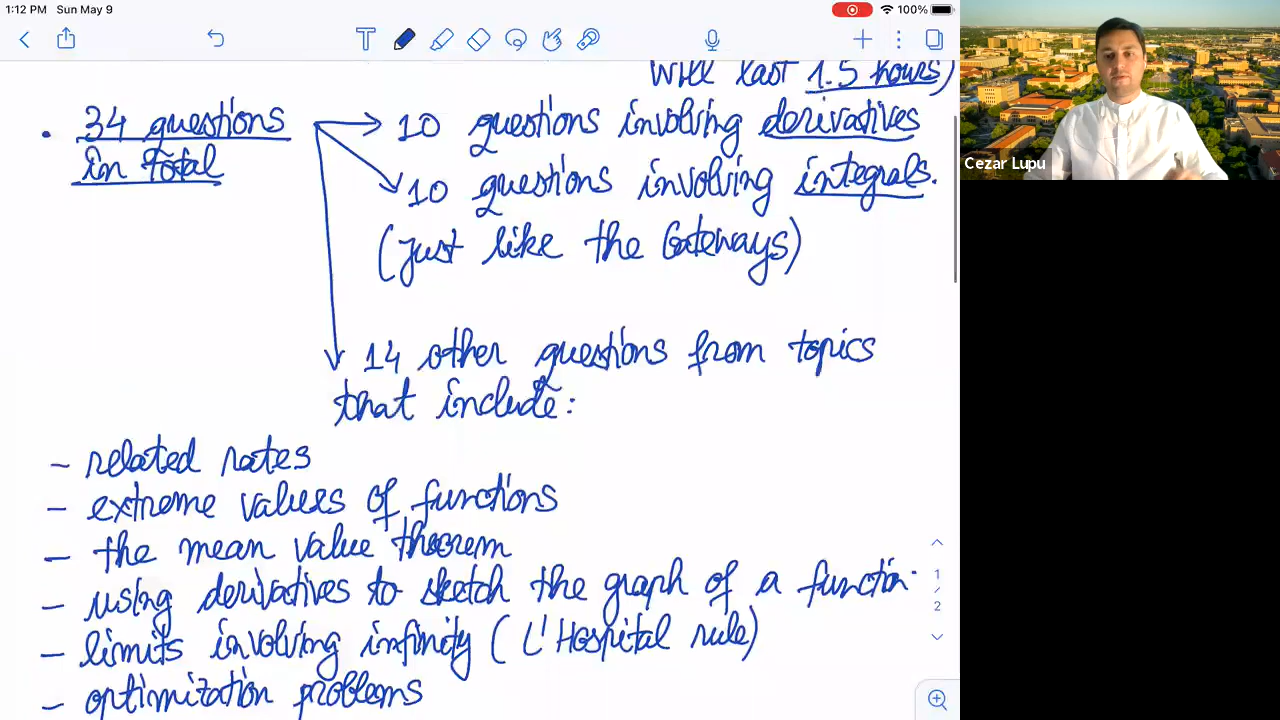 1:12 PM Sun May 9
100%
will last 1.5 hours)
• 34 questions in total
→ 10 questions involving derivatives
→ 10 questions involving integrals.
(just like the Gateways)
14 other questions from topics
that include:
- related rates
- extreme values of functions
- the mean value theorem
- using derivatives to sketch the graph of a function.
- limits involving infinity (L'Hospital rule)
- optimization problems
T
1
2
Cezar Lupu